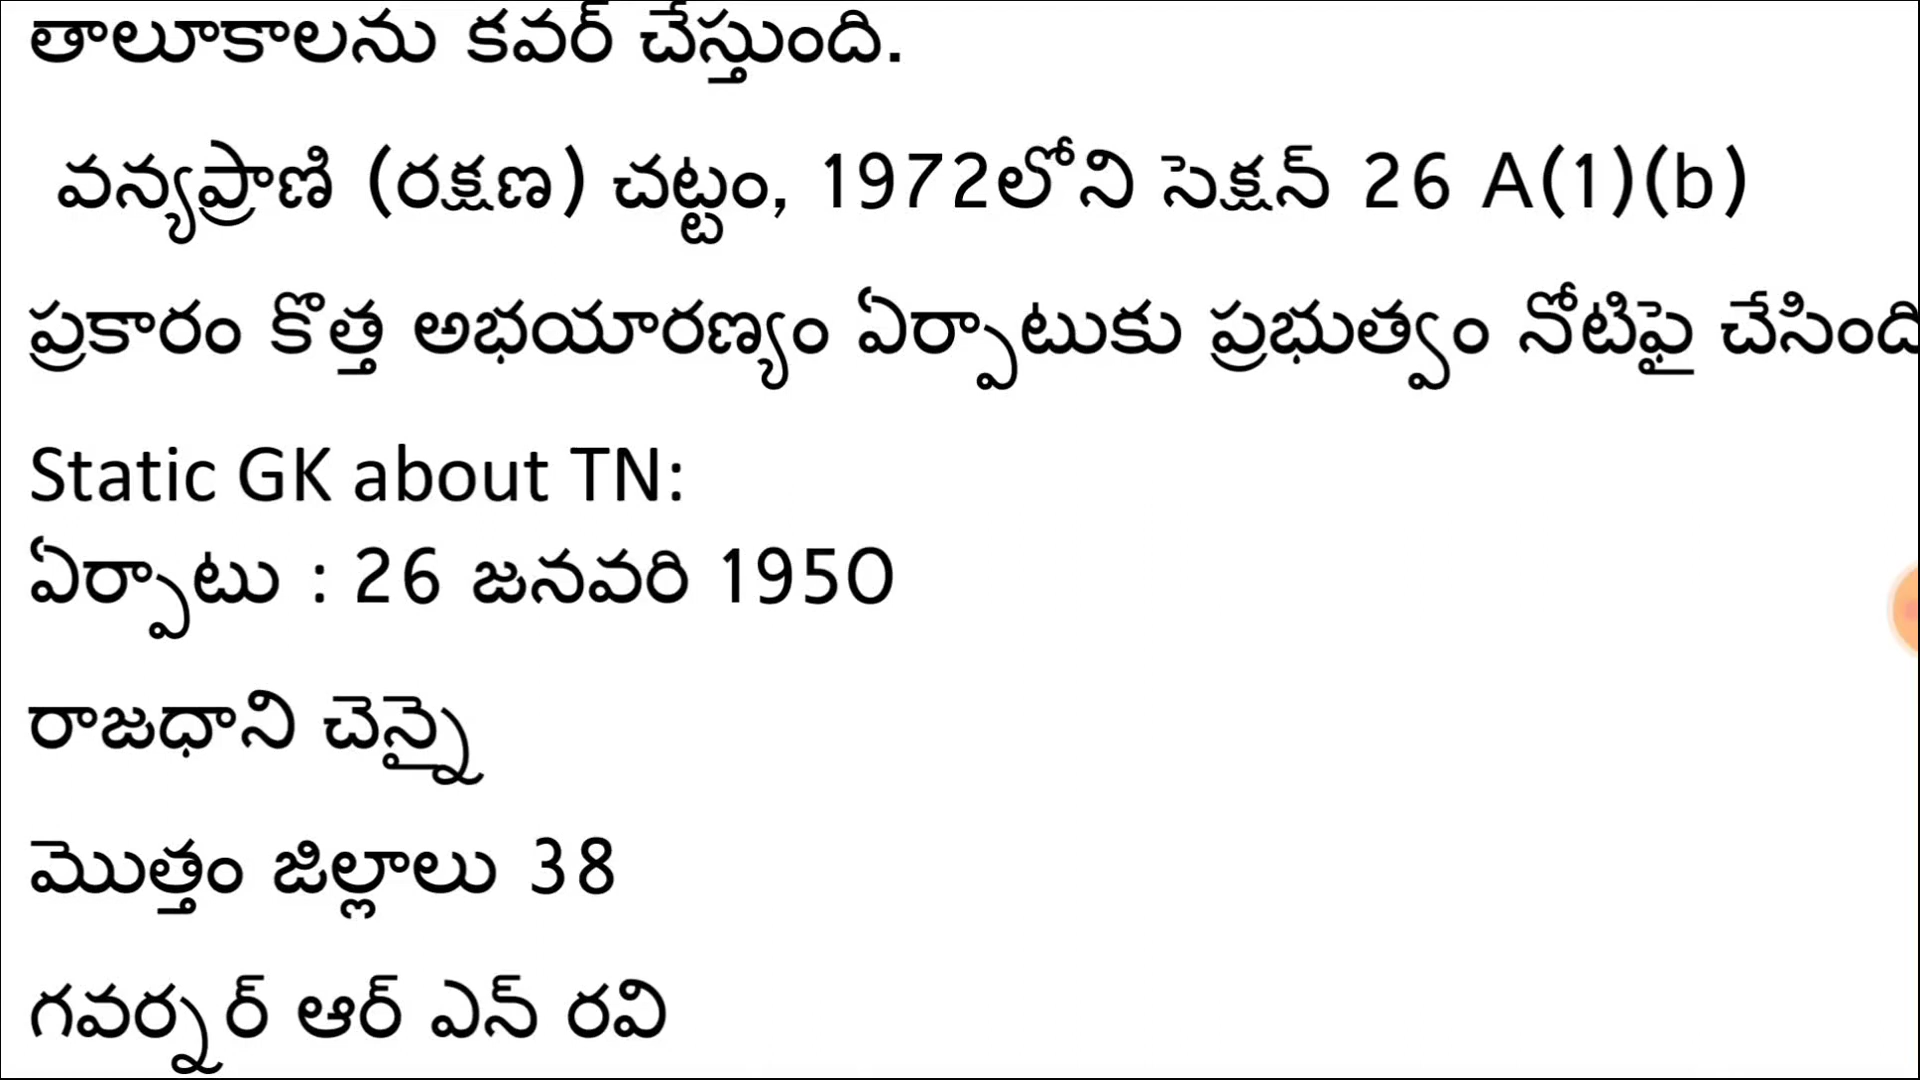 తాలూకాలను కవర్ చేస్తుంది.
వన్యప్రాణి (రక్షణ) చట్టం, 1972లోని సెక్షన్ 26 A(1)(b)
ప్రకారం కొత్త అభయారణ్యం ఏర్పాటుకు ప్రభుత్వం నోటిఫై చేసింది
Static GK about TN:
ఏర్పాటు : 26 జనవరి 1950
రాజధాని చెన్నై
మొత్తం జిల్లాలు 38
గవర్నర్ ఆర్ ఎన్ రవి